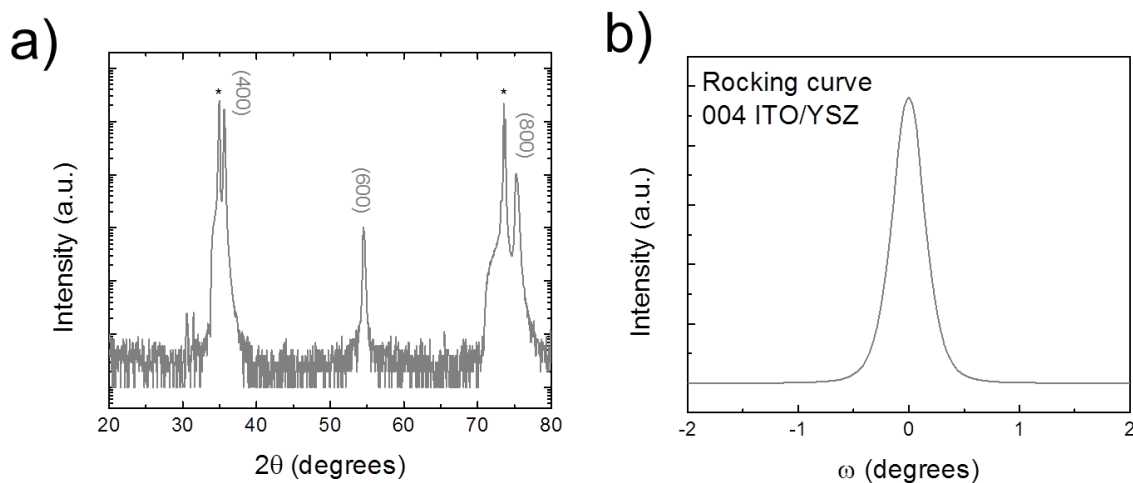 a)
*
(400)
(600)
*
(800)
Intensity (a.u.)
20 30 40 50 60 70 80
2θ (degrees)
b)
Rocking curve
004 ITO/YSZ
Intensity (a.u.)
-2 -1 0 1 2
ω (degrees)